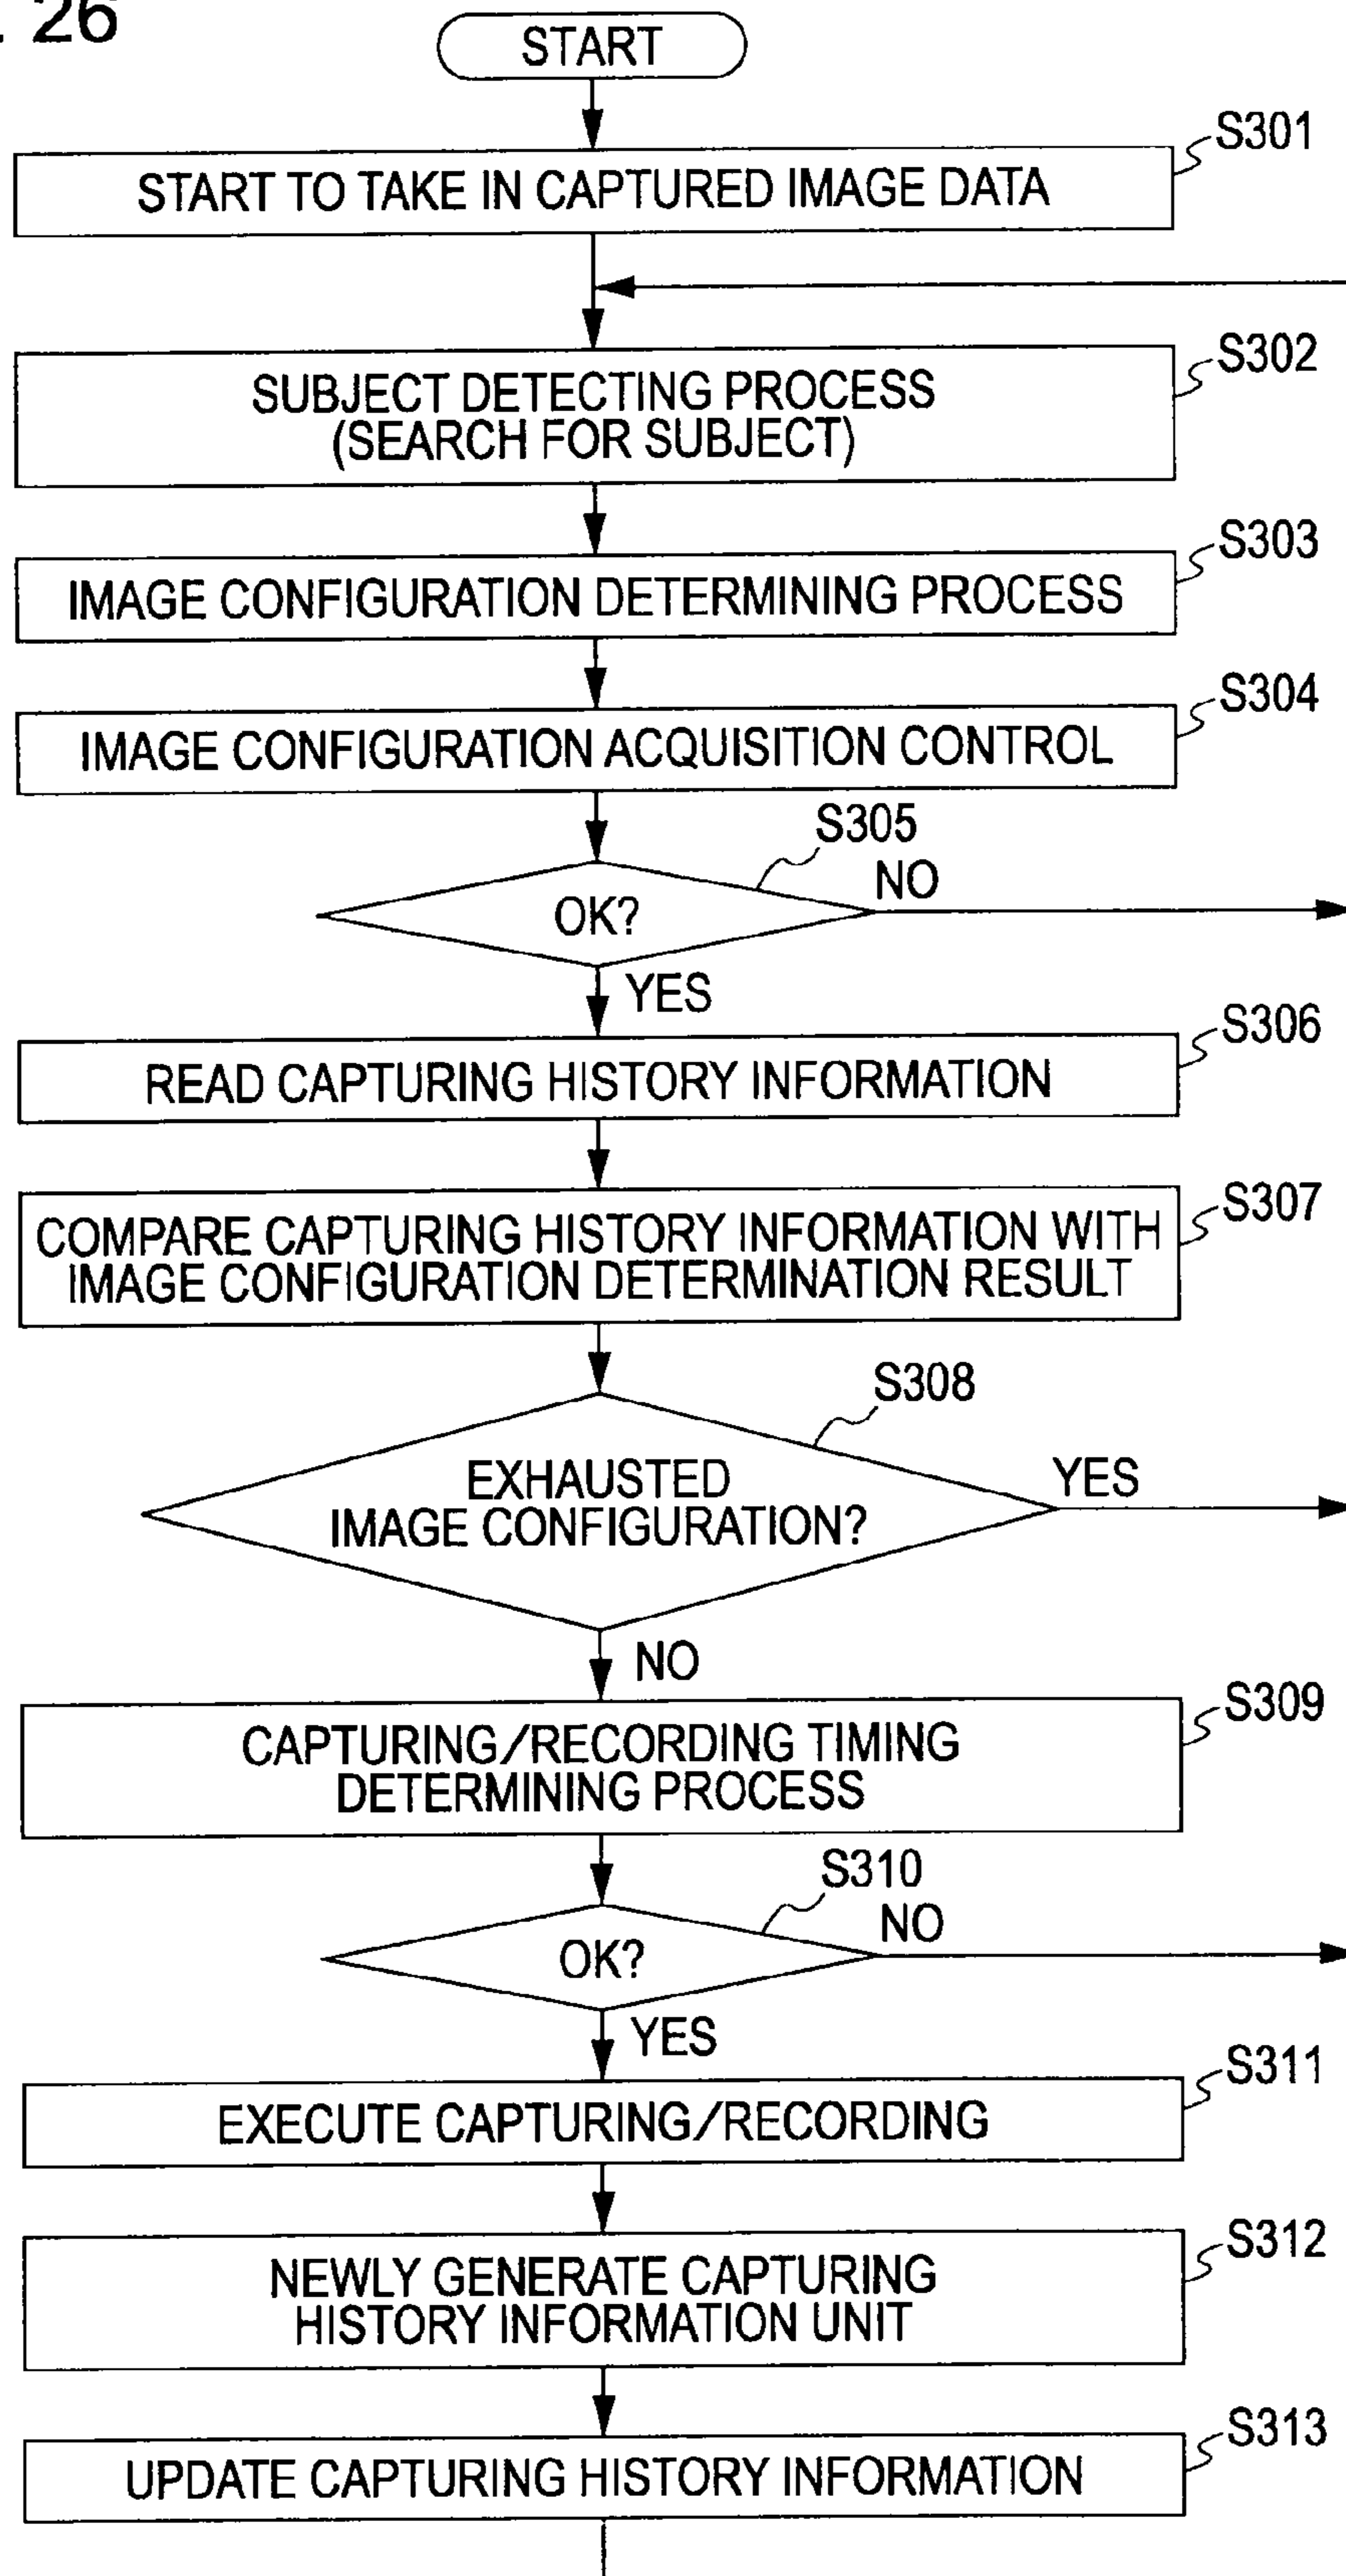 . 26
START
S301
START TO TAKE IN CAPTURED IMAGE DATA
S302
SUBJECT DETECTING PROCESS
(SEARCH FOR SUBJECT)
S303
IMAGE CONFIGURATION DETERMINING PROCESS
S304
IMAGE CONFIGURATION ACQUISITION CONTROL
S305
OK?
NO
YES
S306
READ CAPTURING HISTORY INFORMATION
S307
COMPARE CAPTURING HISTORY INFORMATION WITH
IMAGE CONFIGURATION DETERMINATION RESULT
S308
EXHAUSTED
IMAGE CONFIGURATION?
YES
NO
S309
CAPTURING/RECORDING TIMING
DETERMINING PROCESS
S310
OK?
NO
YES
S311
EXECUTE CAPTURING/RECORDING
S312
NEWLY GENERATE CAPTURING
HISTORY INFORMATION UNIT
S313
UPDATE CAPTURING HISTORY INFORMATION